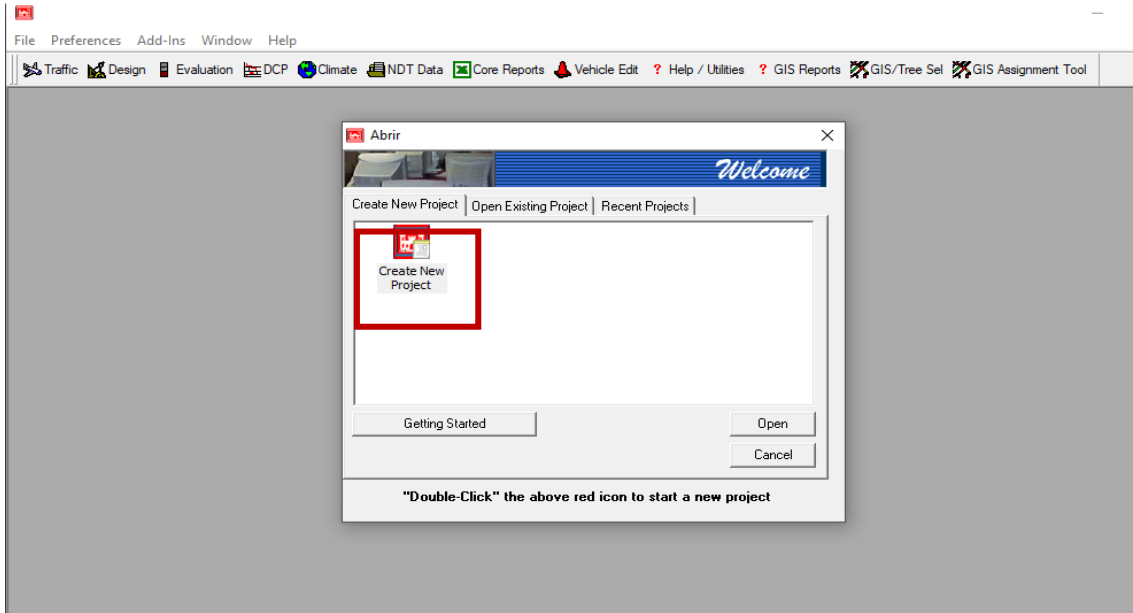 File Preferences Add-Ins Window Help
Traffic Design Evaluation DCP Climate NDT Data Core Reports Vehicle Edit ? Help / Utilities ? GIS Reports GIS/Tree Sel GIS Assignment Tool
Abrir
Welcome
Create New Project Open Existing Project Recent Projects
Create New
Project
Getting Started Open
Cancel
"Double-Click" the above red icon to start a new project